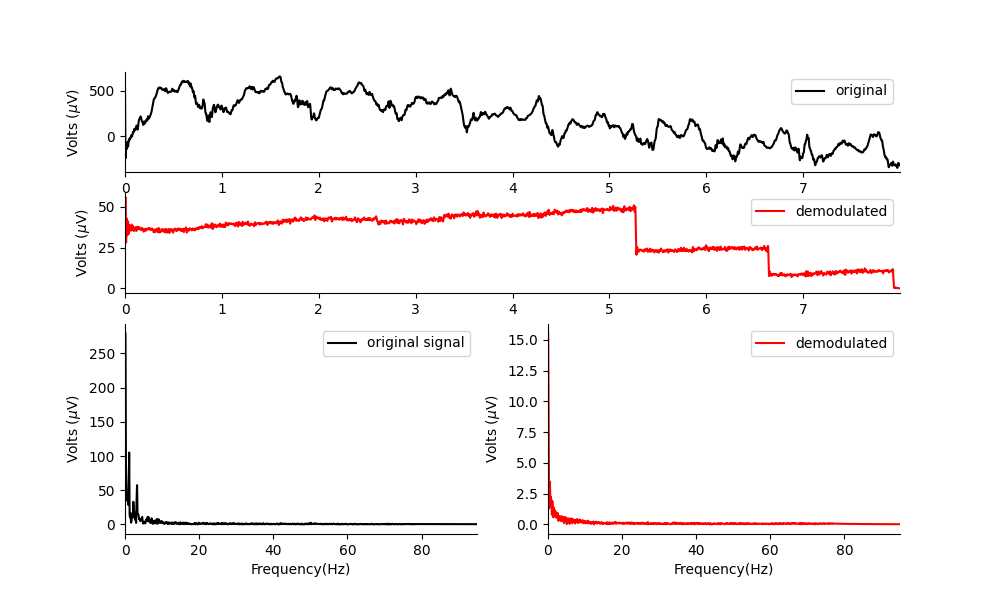 Volts (μV)
500
0
original
0 1 2 3 4 5 6 7
Volts (μV)
50
25
0
demodulated
0 1 2 3 4 5 6 7
Volts (μV)
250
200
150
100
50
0
original signal
0 20 40 60 80
Frequency(Hz)
Volts (μV)
15.0
12.5
10.0
7.5
5.0
2.5
0.0
demodulated
0 20 40 60 80
Frequency(Hz)